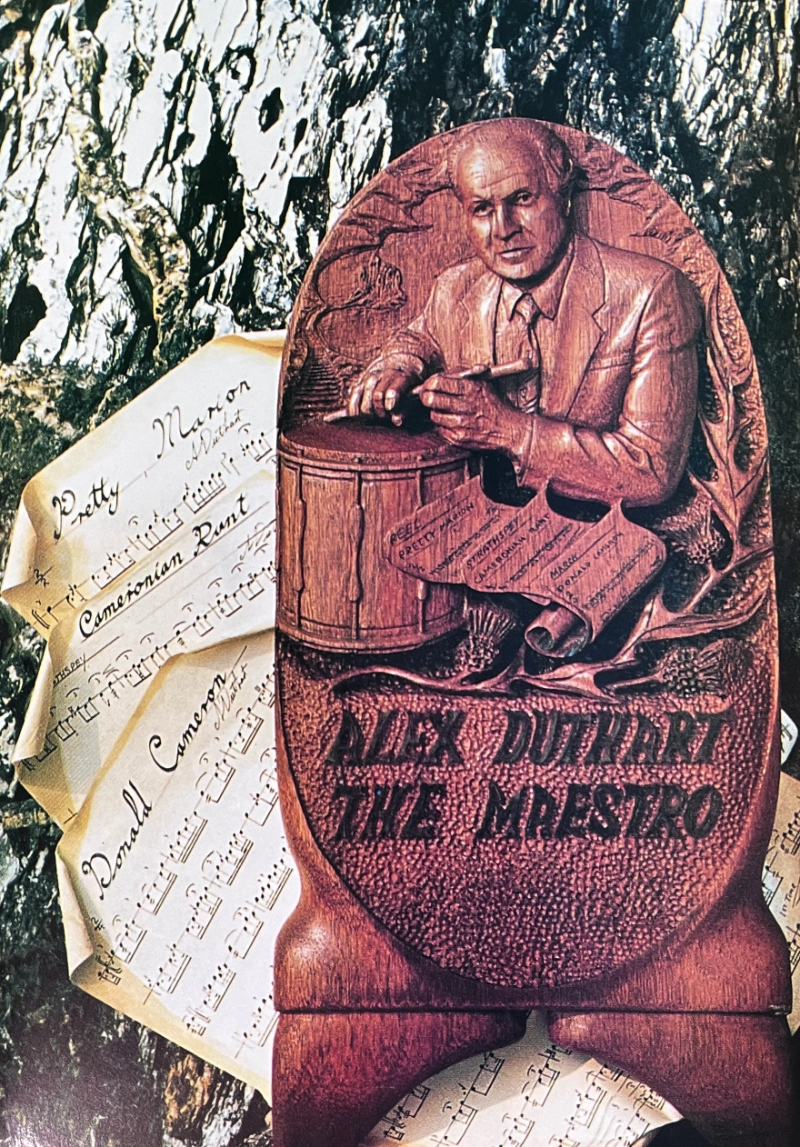 Pretty Marion
A Duthart
Cameronian Rant
Donald Cameron
A Duthart
REEL
PRETTY MARION
STRATHSPEY
CAMERONIAN RANT
MARCH
DONALD CAMERON
ALEX DUTHART
THE MAESTRO